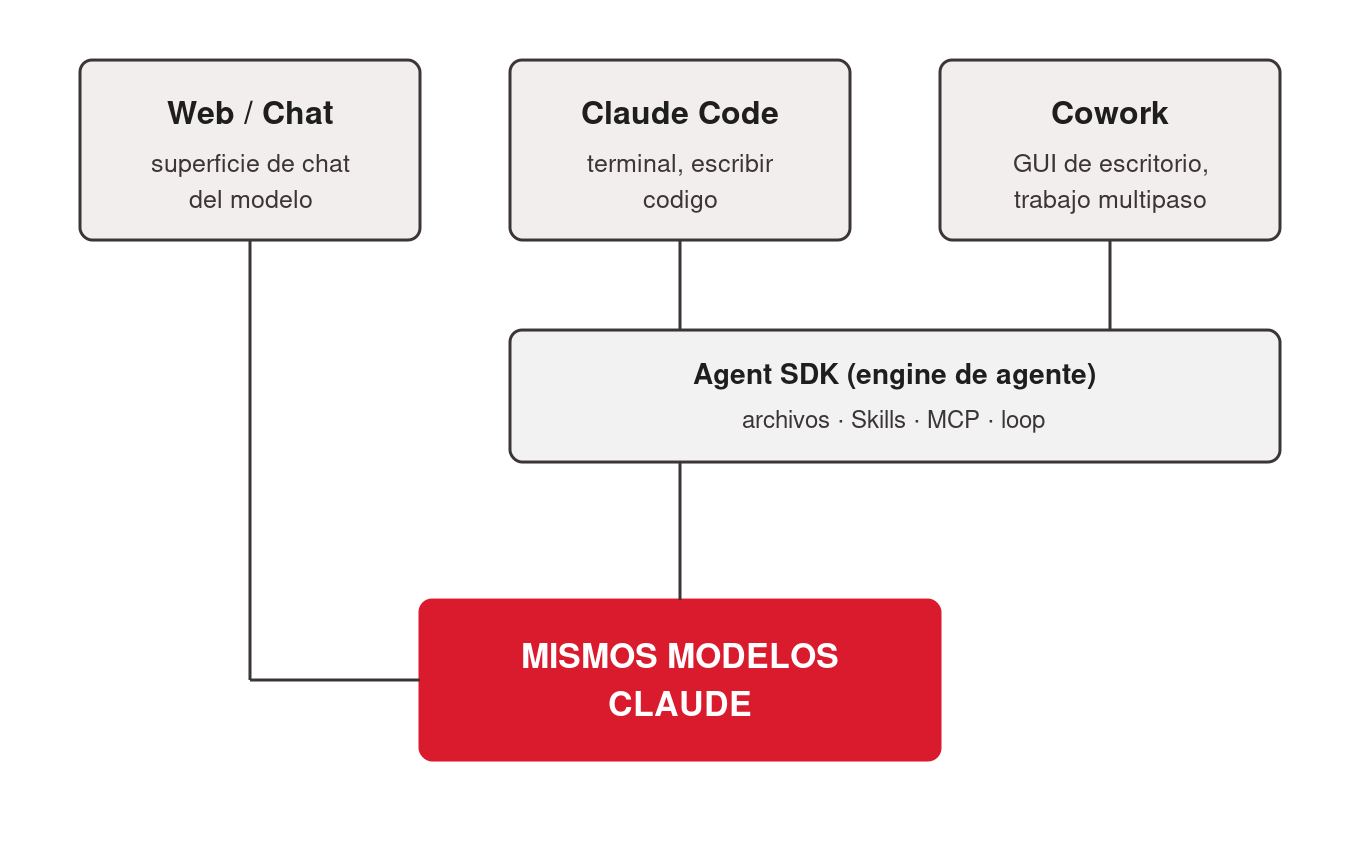 Web / Chat
superficie de chat
del modelo
Claude Code
terminal, escribir
codigo
Cowork
GUI de escritorio,
trabajo multipaso
Agent SDK (engine de agente)
archivos · Skills · MCP · loop
MISMOS MODELOS
CLAUDE